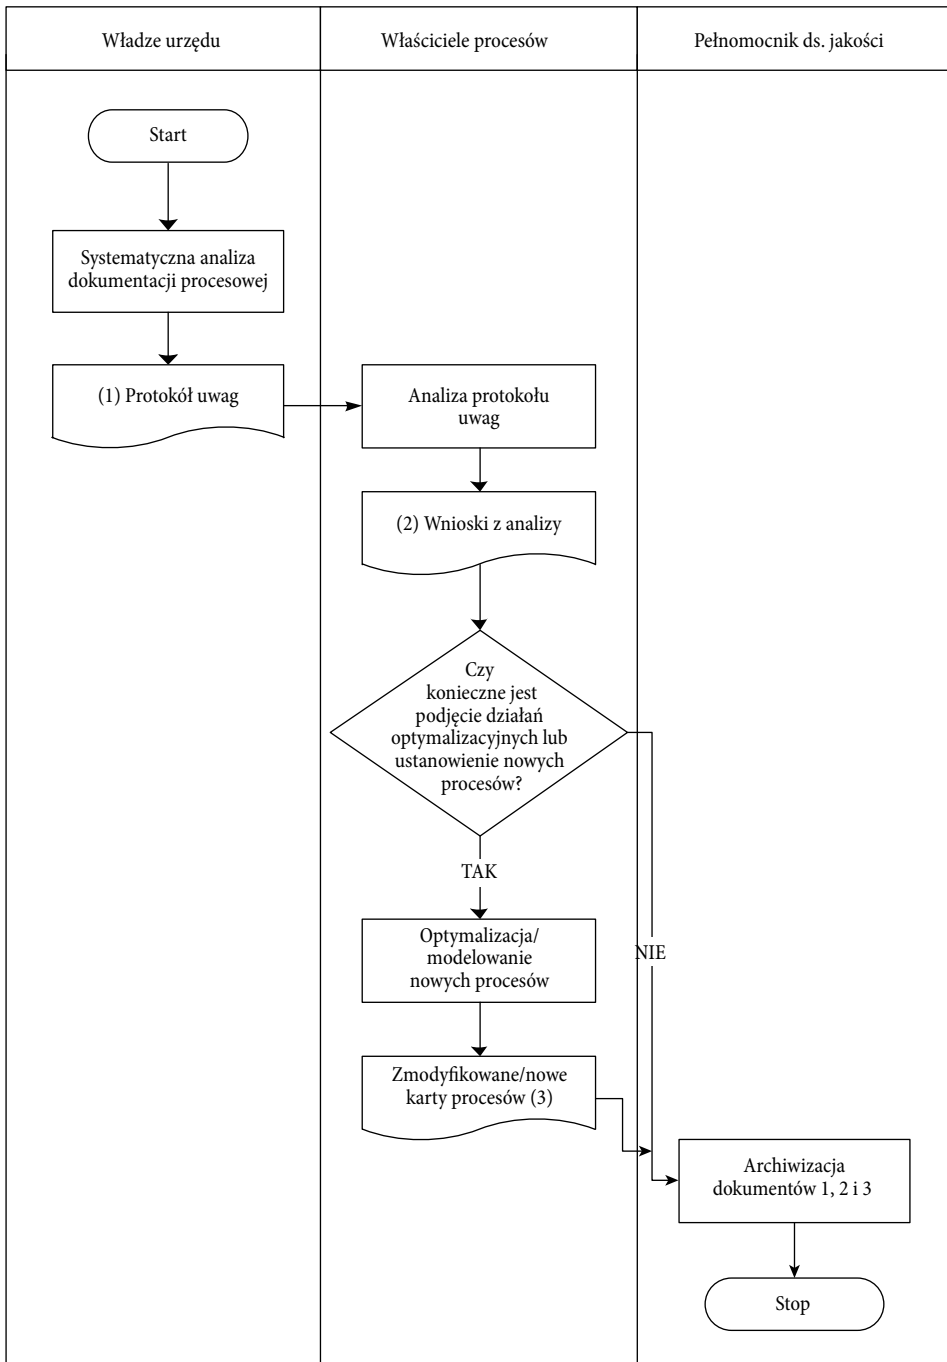 Władze urzędu
Właściciele procesów
Pełnomocnik ds. jakości
Start
Systematyczna analiza
dokumentacji procesowej
(1) Protokół uwag
Analiza protokołu
uwag
(2) Wnioski z analizy
Czy
konieczne jest
podjęcie działań
optymalizacyjnych lub
ustanowienie nowych
procesów?
TAK
Optymalizacja/
modelowanie
nowych procesów
NIE
Zmodyfikowane/nowe
karty procesów (3)
Archiwizacja
dokumentów 1, 2 i 3
Stop